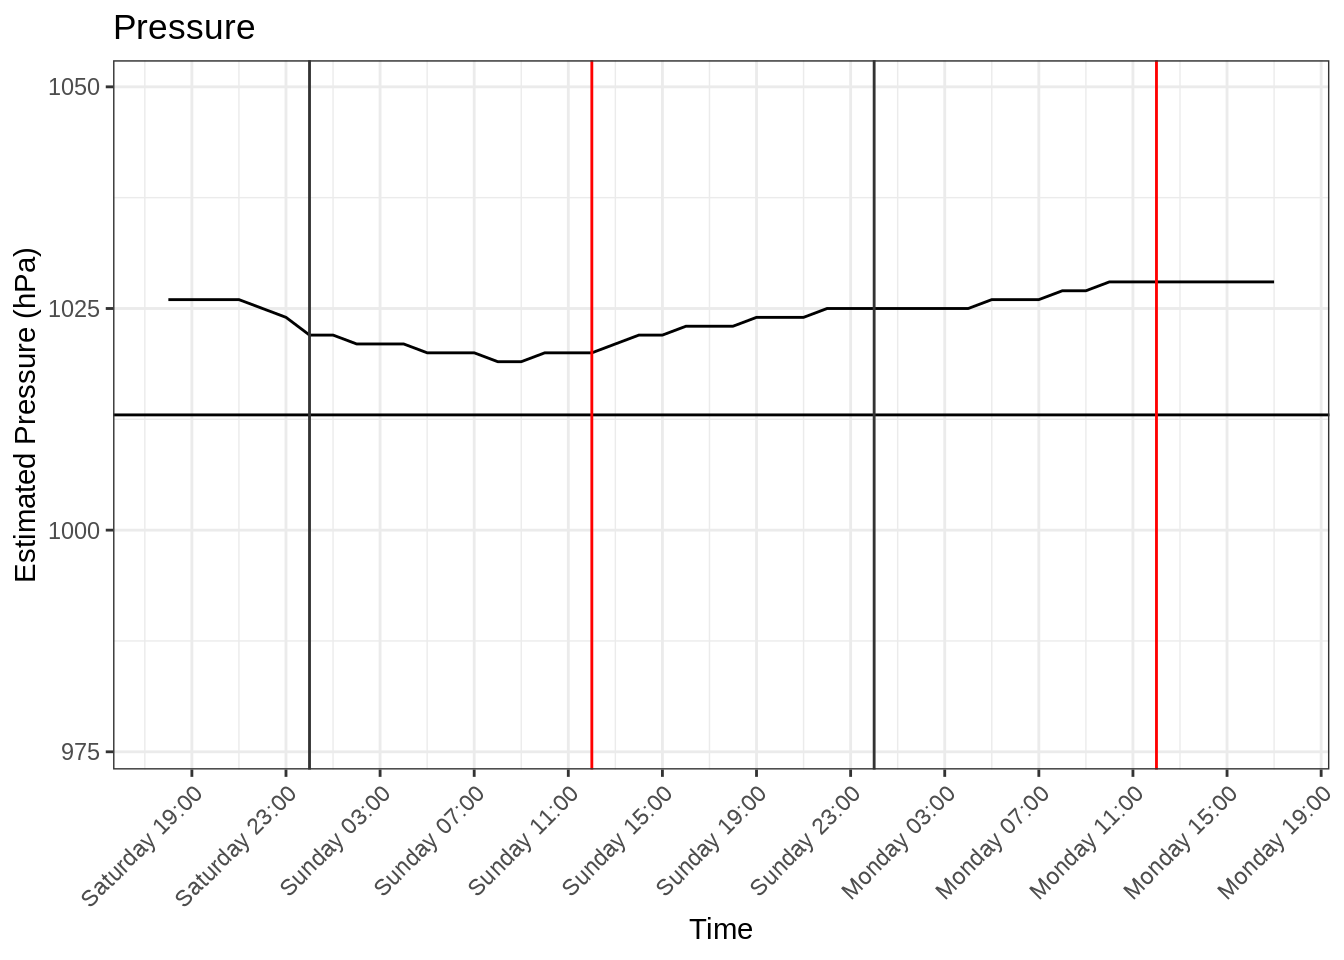 Pressure
Estimated Pressure (hPa)
1050
1025
1000
975
Saturday 19:00
Saturday 23:00
Sunday 03:00
Sunday 07:00
Sunday 11:00
Sunday 15:00
Sunday 19:00
Sunday 23:00
Monday 03:00
Monday 07:00
Monday 11:00
Monday 15:00
Monday 19:00
Time